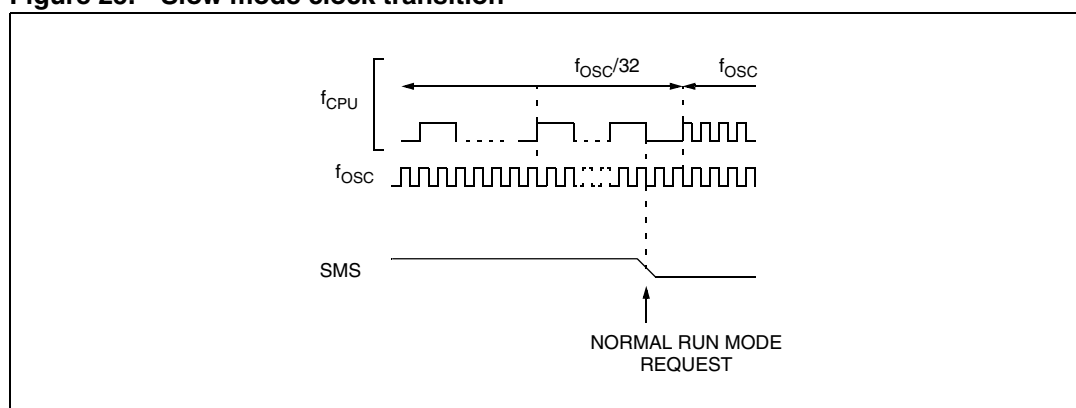 Figure 25. Slow mode clock transition
fOSC/32 fOSC
fCPU
fOSC
SMS
NORMAL RUN MODE
REQUEST